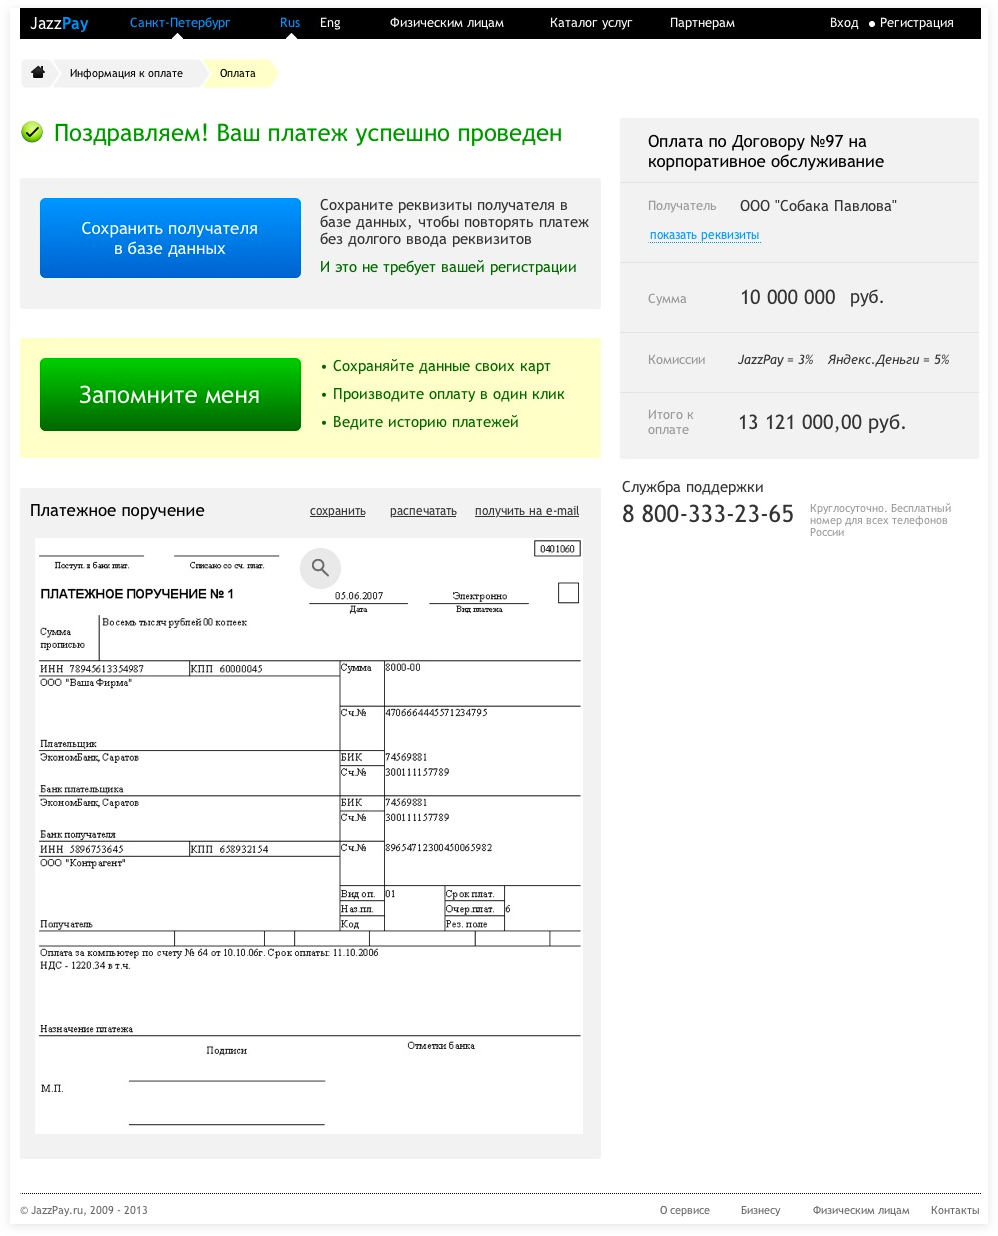 JazzPay Санкт-Петербург Rus Eng Физическим лицам Каталог услуг Партнерам Вход • Регистрация
Информация к оплате Оплата
Поздравляем! Ваш платеж успешно проведен
Сохранить получателя
в базе данных
Сохраните реквизиты получателя в
базе данных, чтобы повторять платеж
без долгого ввода реквизитов
И это не требует вашей регистрации
Запомните меня
• Сохраняйте данные своих карт
• Производите оплату в один клик
• Ведите историю платежей
Оплата по Договору №97 на
корпоративное обслуживание
Получатель ООО "Собака Павлова"
показать реквизиты
Сумма 10 000 000 руб.
Комиссии JazzPay = 3% Яндекс.Деньги = 5%
Итого к
оплате
13 121 000,00 руб.
Службра поддержки
8 800-333-23-65
Круглосуточно. Бесплатный
номер для всех телефонов
России
Платежное поручение сохранить распечатать получить на e-mail
0401060
Поступ. в банк плат. Списано со сч. плат.
ПЛАТЕЖНОЕ ПОРУЧЕНИЕ № 1 05.06.2007 Электронно
Дата Вид платежа
Сумма
прописью
Восемь тысяч рублей 00 копеек
ИНН 78945613354987 КПП 60000045 Сумма 8000-00
ООО "Ваша Фирма"
Сч.№ 4706664445571234795
Плательщик
ЭкономБанк, Саратов БИК 74569881
Сч.№ 300111157789
Банк плательщика
ЭкономБанк, Саратов БИК 74569881
Сч.№ 300111157789
Банк получателя
ИНН 5896753645 КПП 658932154 Сч.№ 89654712300450065982
ООО "Контрагент"
Вид оп. 01 Срок плат.
Наз.пл. Очер.плат. 6
Получатель Код Рез. поле
Оплата за компьютер по счету № 64 от 10.10.06г. Срок оплаты: 11.10.2006
НДС - 1220.34 в т.ч.
Назначение платежа
Подписи Отметки банка
М.П.
© JazzPay.ru, 2009 - 2013 О сервисе Бизнесу Физическим лицам Контакты